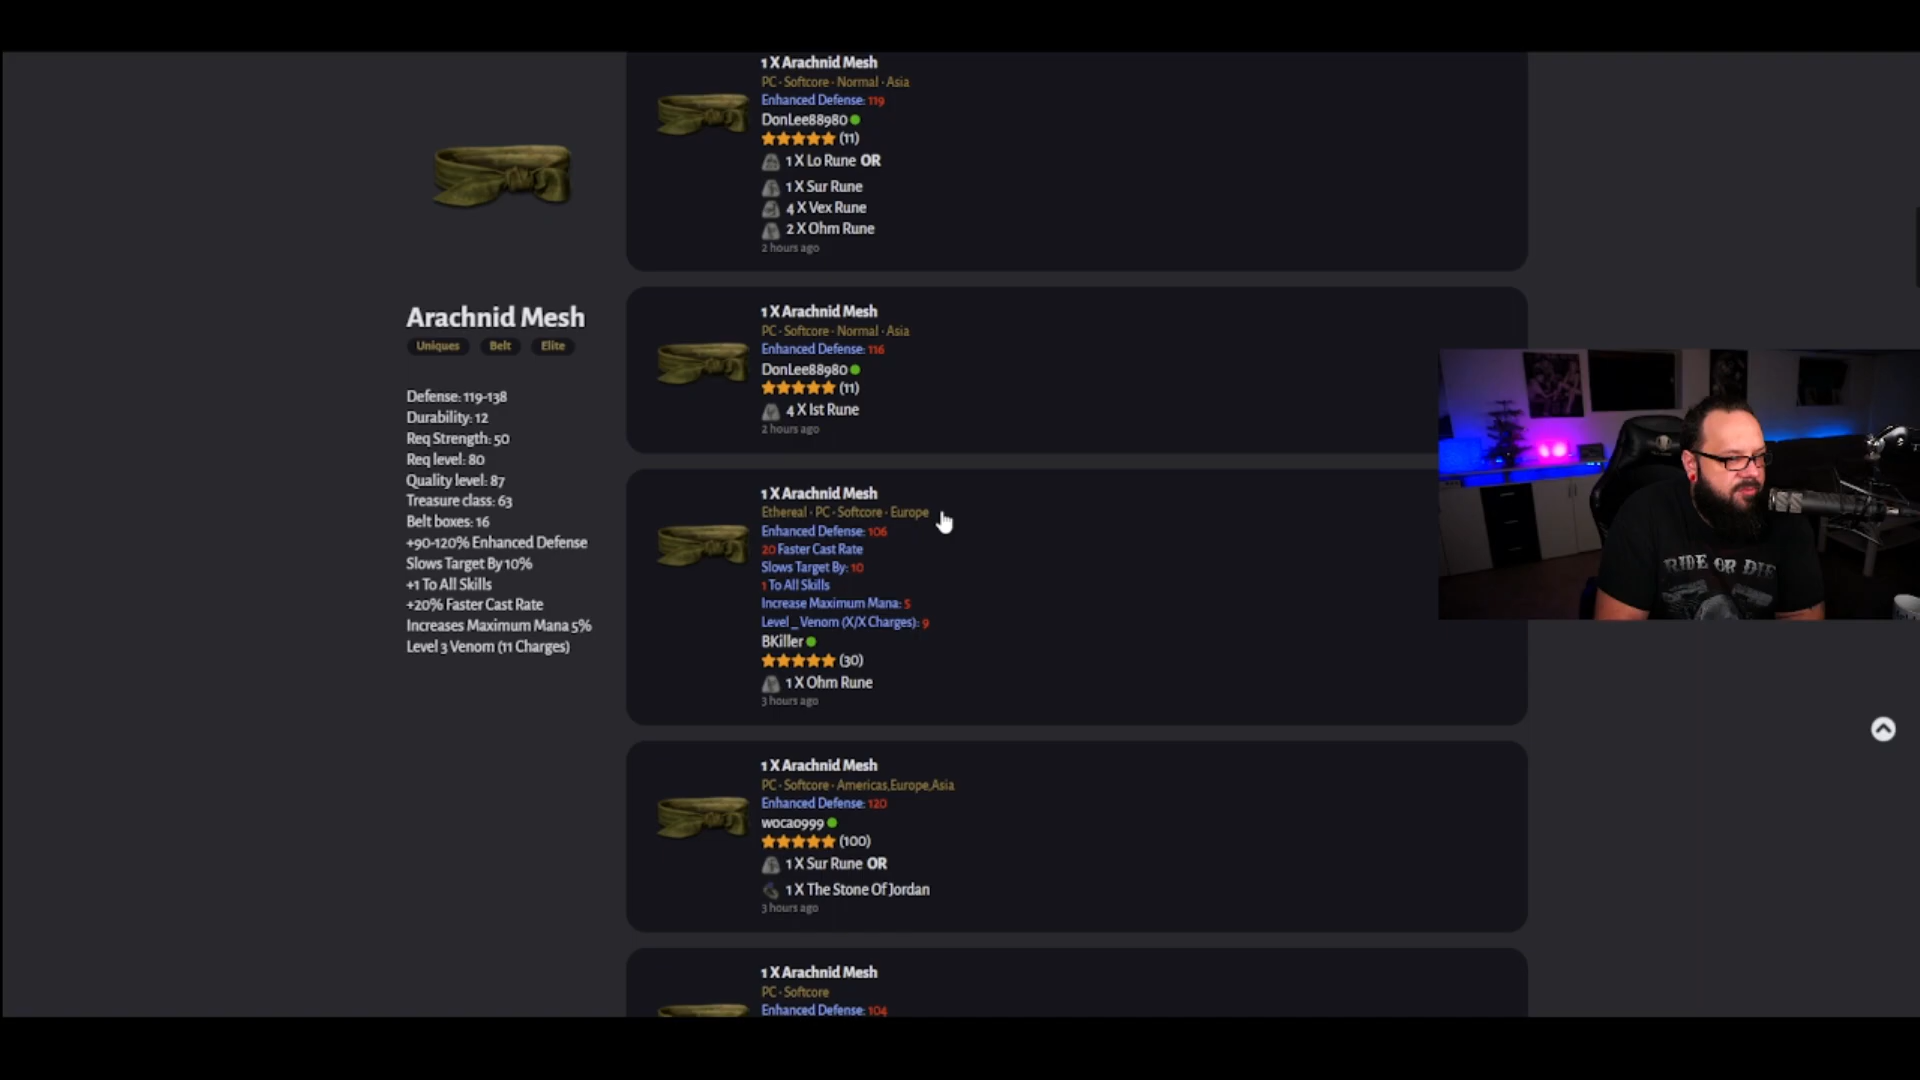 Arachnid Mesh
Uniques
Belt
Elite
Defense: 119-138
Durability: 12
Req Strength: 50
Req level: 80
Quality level: 87
Treasure class: 63
Belt boxes: 16
+90-120% Enhanced Defense
Slows Target By 10%
+1 To All Skills
+20% Faster Cast Rate
Increases Maximum Mana 5%
Level 3 Venom (11 Charges)
1 X Arachnid Mesh
PC · Softcore · Normal · Asia
Enhanced Defense: 119
DonLee88980
(11)
1 X Lo Rune OR
1 X Sur Rune
4 X Vex Rune
2 X Ohm Rune
2 hours ago
1 X Arachnid Mesh
PC · Softcore · Normal · Asia
Enhanced Defense: 116
DonLee88980
(11)
4 X Ist Rune
2 hours ago
1 X Arachnid Mesh
Ethereal · PC · Softcore · Europe
Enhanced Defense: 106
20 Faster Cast Rate
Slows Target By: 10
1 To All Skills
Increase Maximum Mana: 5
Level _ Venom (X/X Charges): 9
BKiller
(30)
1 X Ohm Rune
3 hours ago
1 X Arachnid Mesh
PC · Softcore · Americas,Europe,Asia
Enhanced Defense: 120
wocao999
(100)
1 X Sur Rune OR
1 X The Stone Of Jordan
3 hours ago
1 X Arachnid Mesh
PC · Softcore
Enhanced Defense: 104
RIDE OR DIE